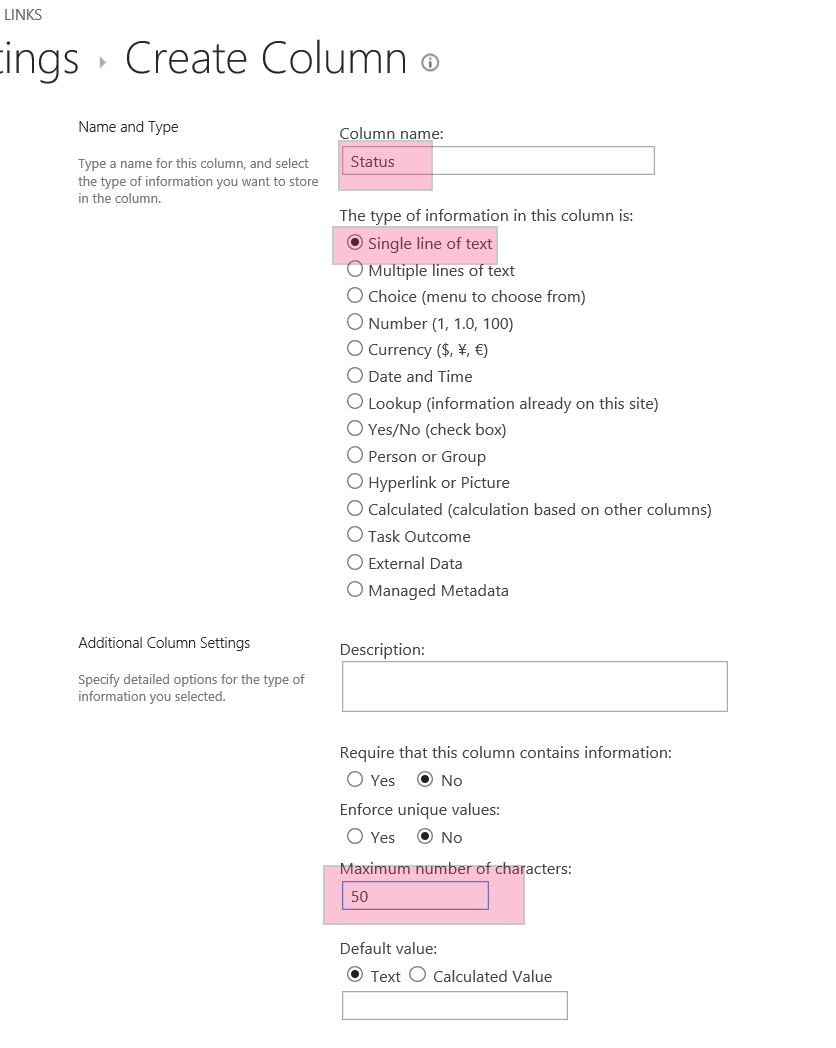 LINKS
tings ▸ Create Column
Name and Type
Type a name for this column, and select
the type of information you want to store
in the column.
Column name:
Status
The type of information in this column is:
Single line of text
Multiple lines of text
Choice (menu to choose from)
Number (1, 1.0, 100)
Currency ($, ¥, €)
Date and Time
Lookup (information already on this site)
Yes/No (check box)
Person or Group
Hyperlink or Picture
Calculated (calculation based on other columns)
Task Outcome
External Data
Managed Metadata
Additional Column Settings
Specify detailed options for the type of
information you selected.
Description:
Require that this column contains information:
Yes No
Enforce unique values:
Yes No
Maximum number of characters:
50
Default value:
Text Calculated Value